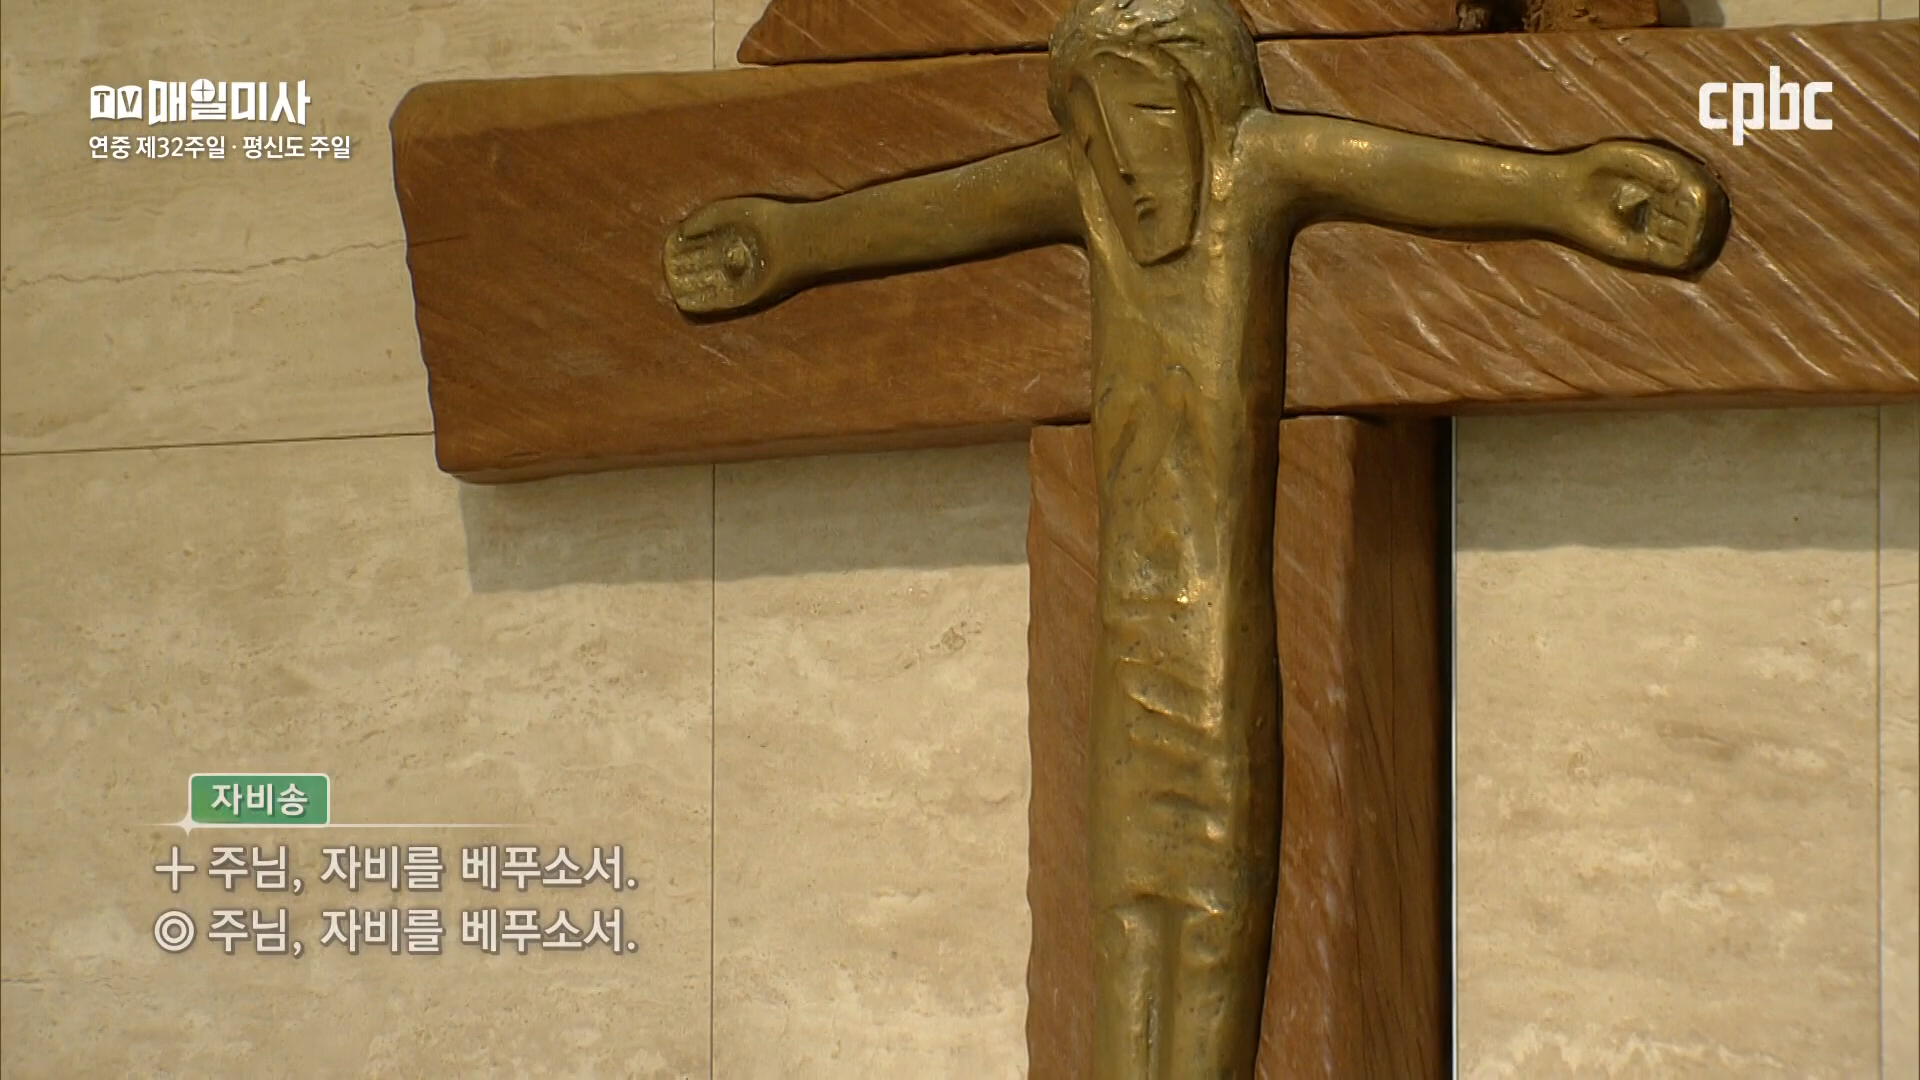 TV매일미사
연중 제32주일 · 평신도 주일
cpbc
자비송
┼ 주님, 자비를 베푸소서.
◎ 주님, 자비를 베푸소서.